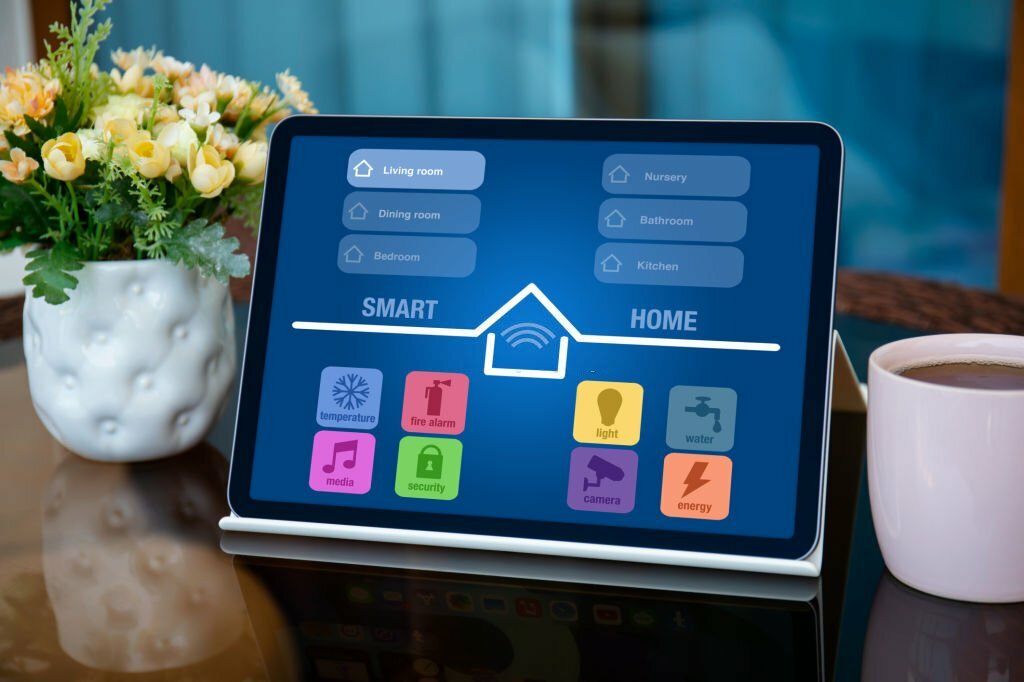 Living room
Dining room
Bedroom
Nursery
Bathroom
Kitchen
SMART HOME
temperature
fire alarm
media
security
light
water
camera
energy